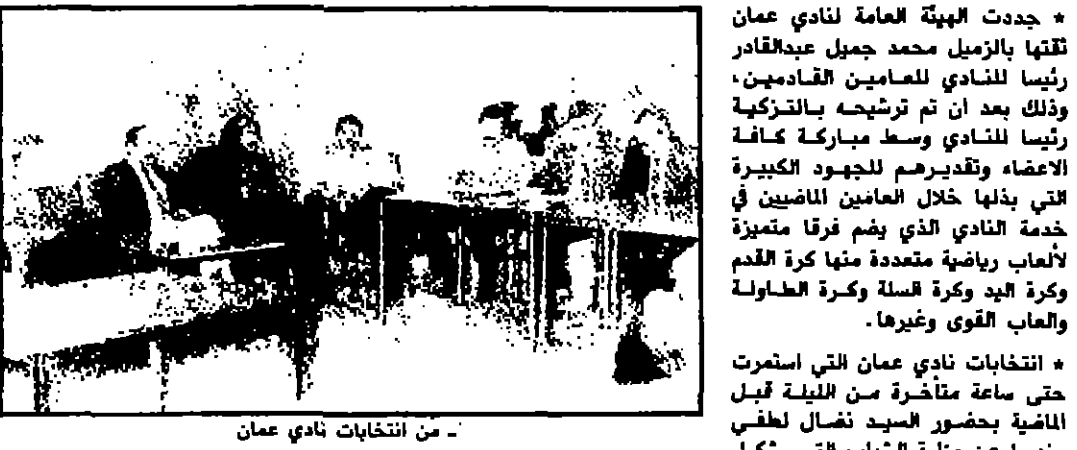 * جددت الهيئة العامة لنادي عمان
ثقتها بالزميل محمد جميل عبدالقادر
رئيسا للنادي للعامين القادمين،
وذلك بعد ان تم ترشيحه بالتزكية
رئيسا للنادي وسط مباركة كافة
الاعضاء وتقديرهم للجهود الكبيرة
التي بذلها خلال العامين الماضيين في
خدمة النادي الذي يضم فرقا متميزة
لألعاب رياضية متعددة منها كرة القدم
وكرة اليد وكرة السلة وكرة الطاولة
والعاب القوى وغيرها.
* انتخابات نادي عمان التي استمرت
حتى ساعة متأخرة من الليلة قبل
الماضية بحضور السيد نضال لطفي
ـ من انتخابات نادي عمان